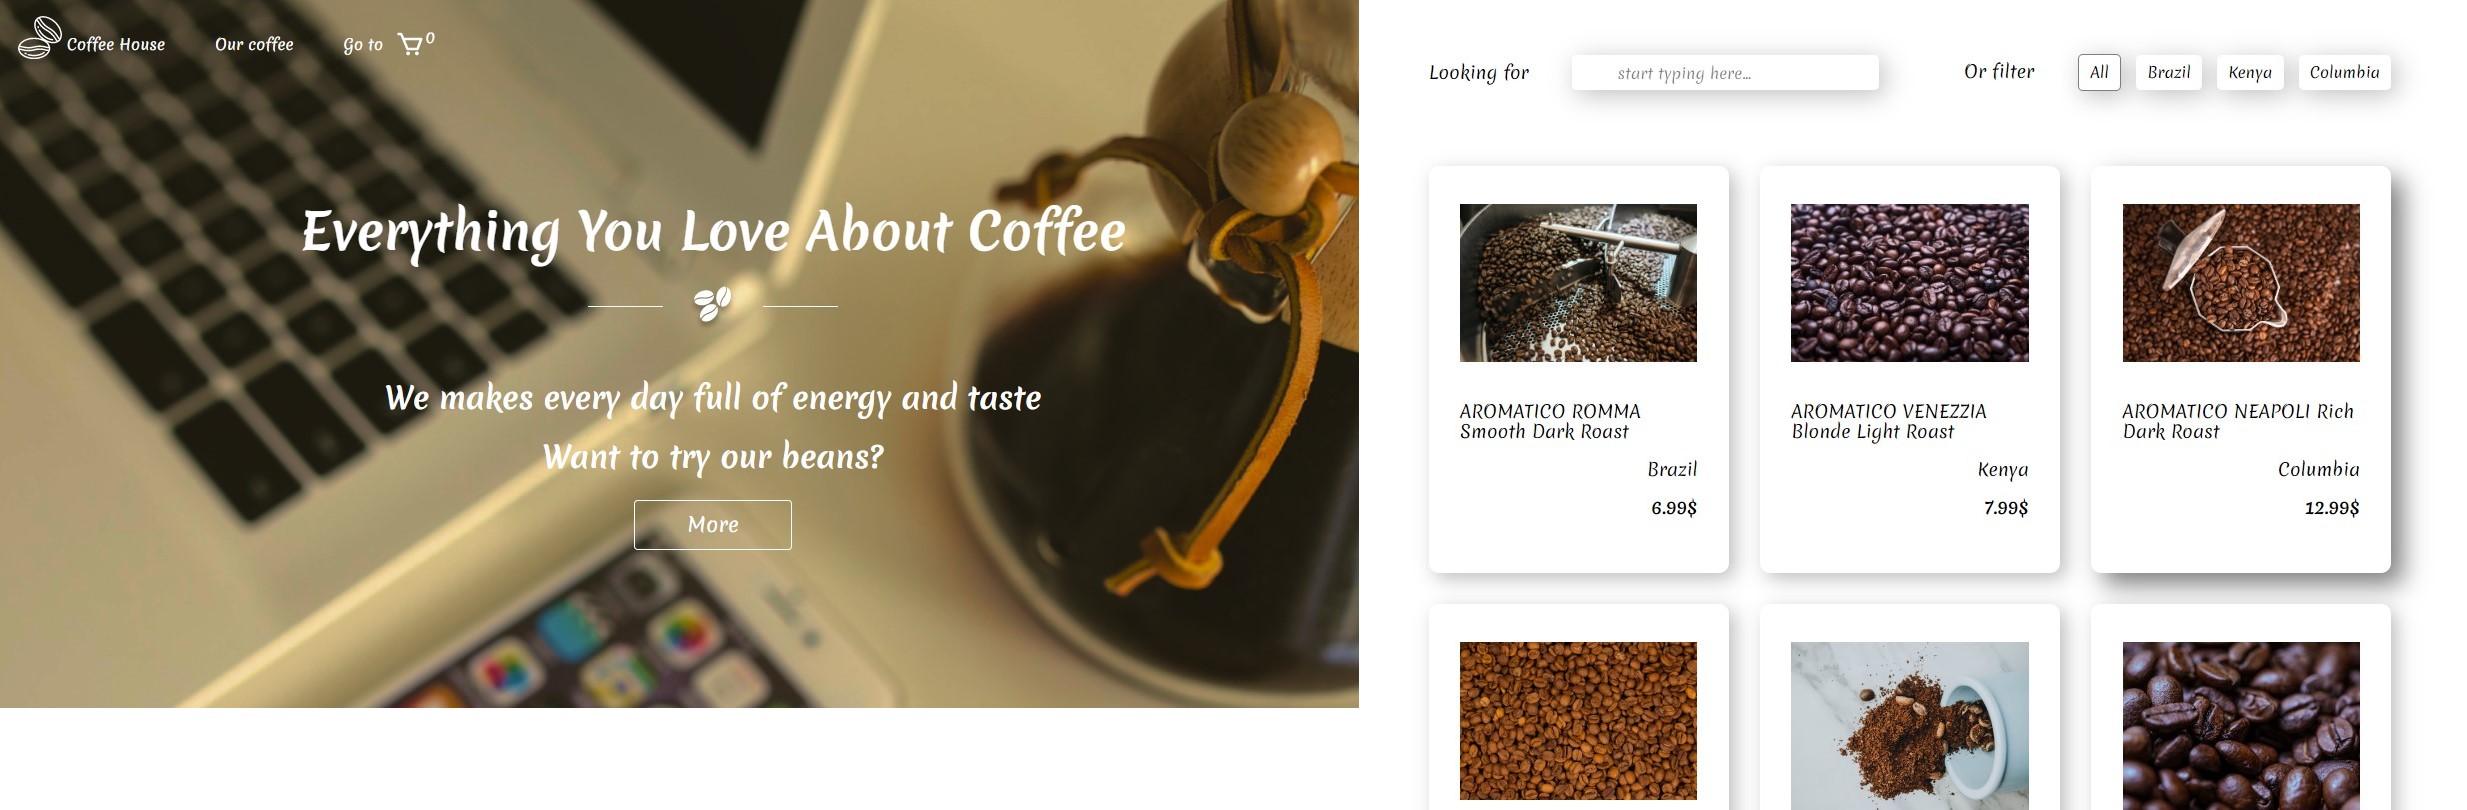 Coffee House
Our coffee
Go to
0
Everything You Love About Coffee
We makes every day full of energy and taste
Want to try our beans?
More
Looking for
start typing here...
Or filter
All
Brazil
Kenya
Columbia
AROMATICO ROMMA
Smooth Dark Roast
Brazil
6.99$
AROMATICO VENEZZIA
Blonde Light Roast
Kenya
7.99$
AROMATICO NEAPOLI Rich
Dark Roast
Columbia
12.99$